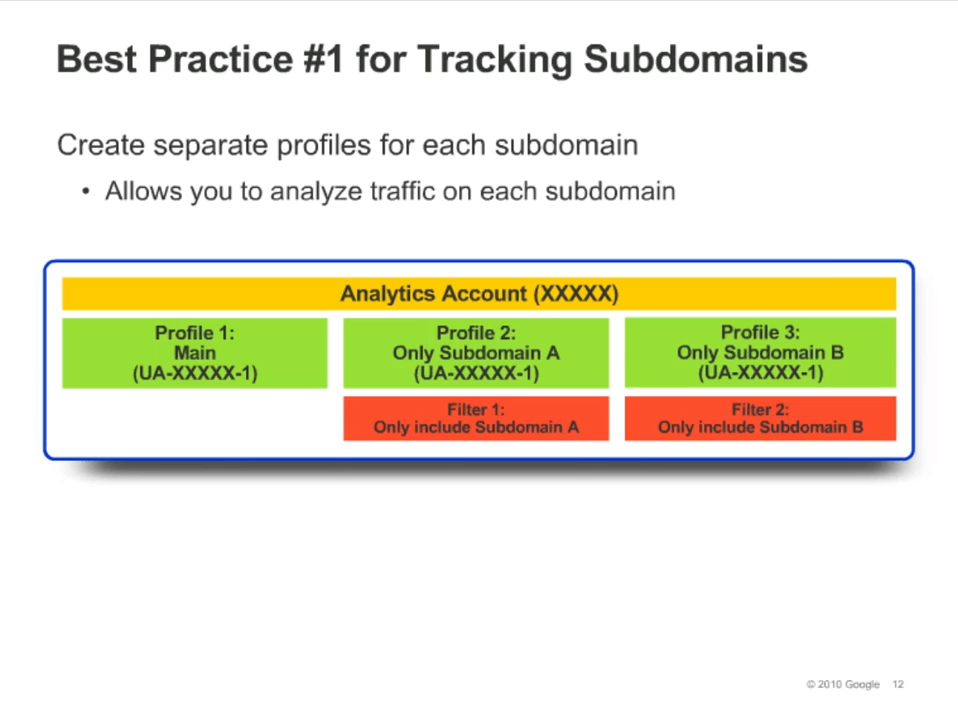 Best Practice #1 for Tracking Subdomains
Create separate profiles for each subdomain
• Allows you to analyze traffic on each subdomain
Analytics Account (XXXXX)
Profile 1:
Main
(UA-XXXXX-1)
Profile 2:
Only Subdomain A
(UA-XXXXX-1)
Profile 3:
Only Subdomain B
(UA-XXXXX-1)
Filter 1:
Only include Subdomain A
Filter 2:
Only include Subdomain B
© 2010 Google 12